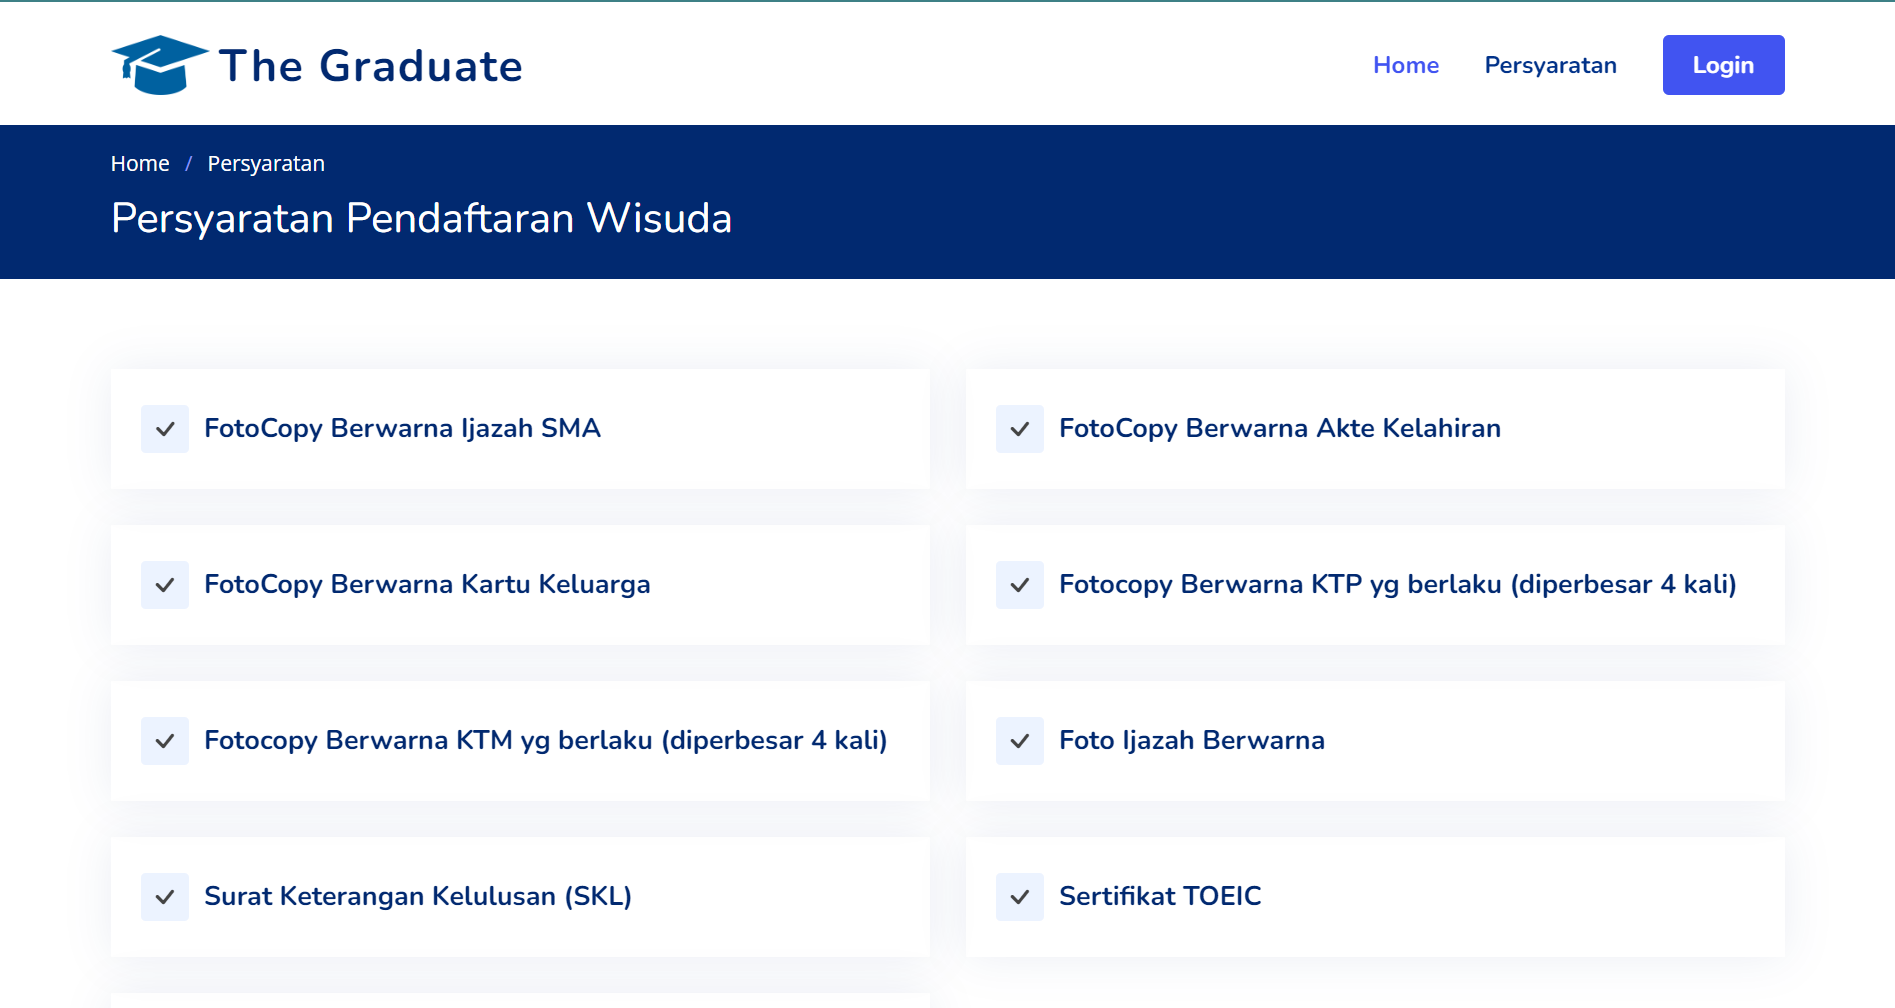 The Graduate
Home
Persyaratan
Login
Home / Persyaratan
Persyaratan Pendaftaran Wisuda
FotoCopy Berwarna Ijazah SMA
FotoCopy Berwarna Akte Kelahiran
FotoCopy Berwarna Kartu Keluarga
Fotocopy Berwarna KTP yg berlaku (diperbesar 4 kali)
Fotocopy Berwarna KTM yg berlaku (diperbesar 4 kali)
Foto Ijazah Berwarna
Surat Keterangan Kelulusan (SKL)
Sertifikat TOEIC